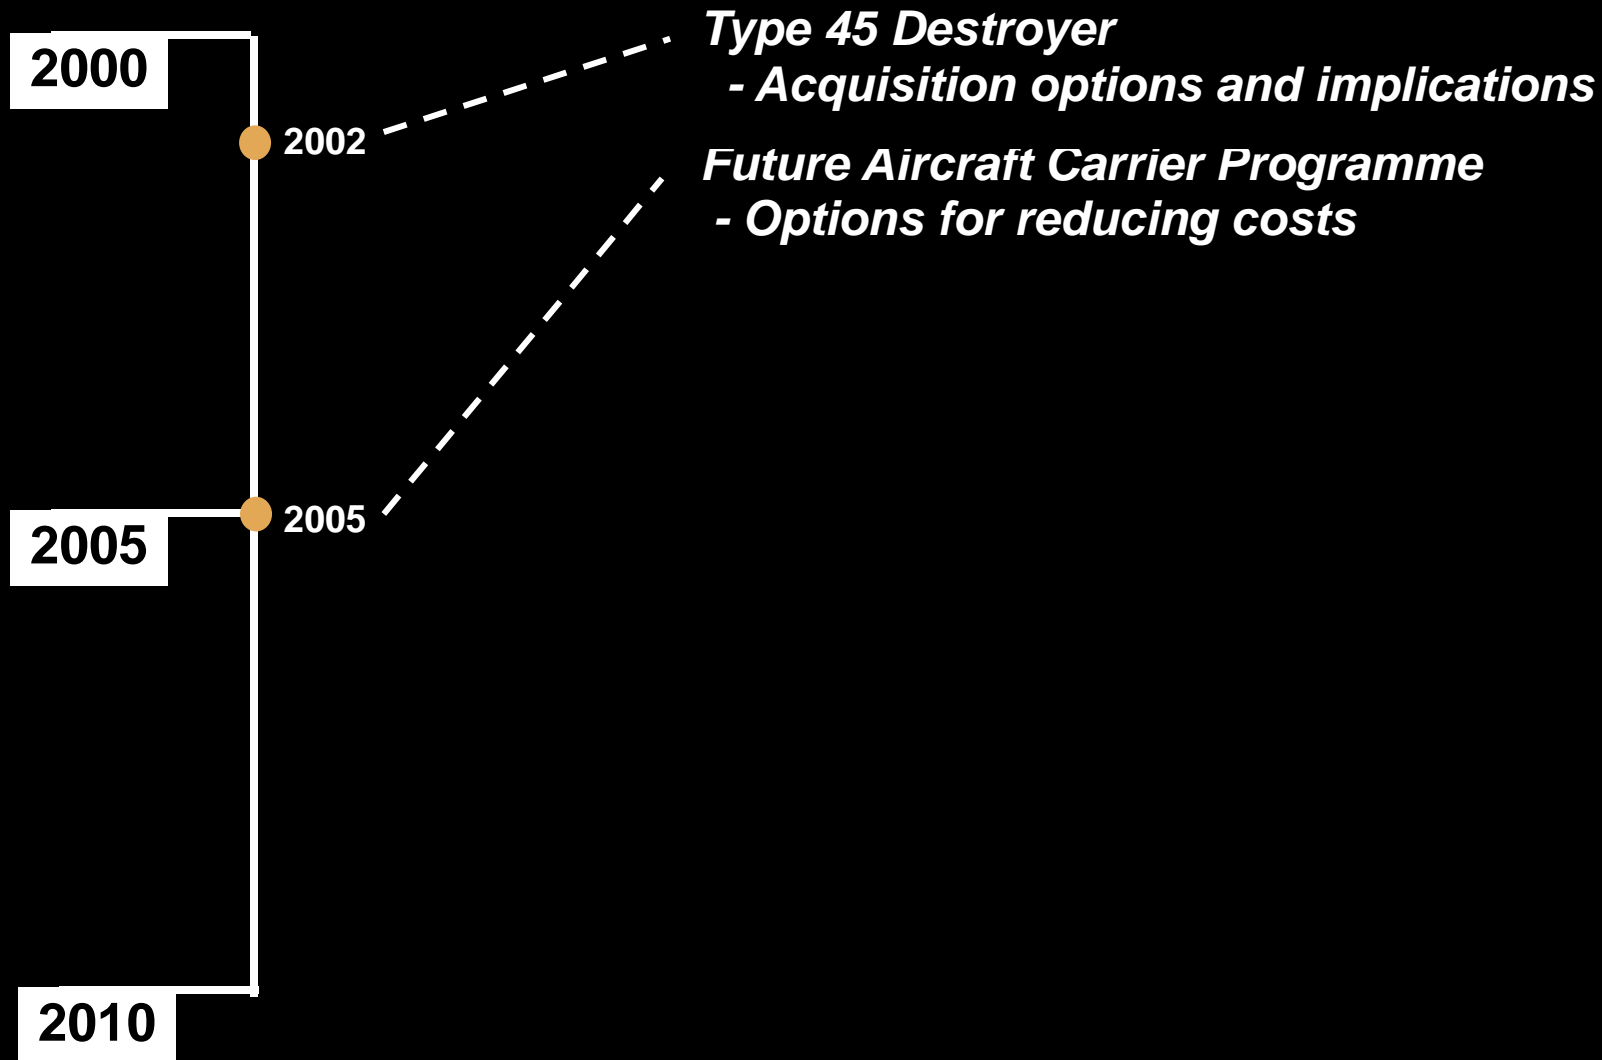 2000
Type 45 Destroyer
- Acquisition options and implications
2002
Future Aircraft Carrier Programme
- Options for reducing costs
2005
2005
2010